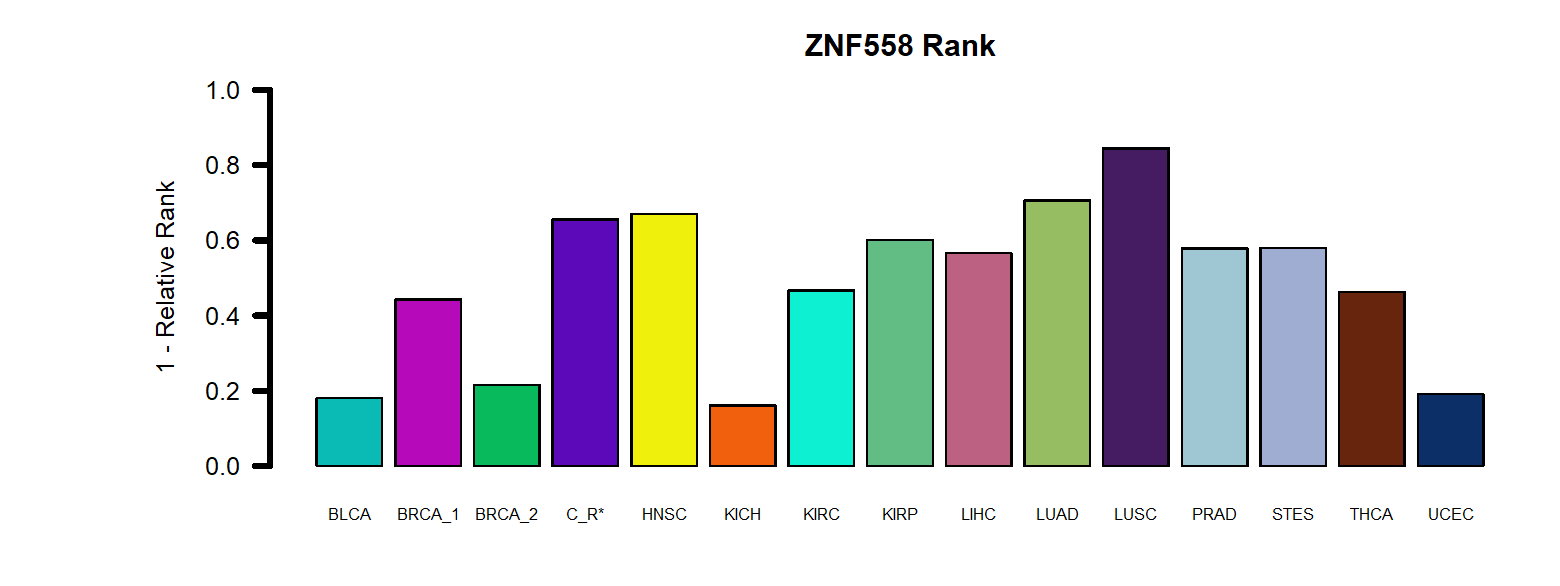 ZNF558 Rank
1 - Relative Rank
1.0
0.8
0.6
0.4
0.2
0.0
BLCA BRCA_1 BRCA_2 C_R* HNSC KICH KIRC KIRP LIHC LUAD LUSC PRAD STES THCA UCEC